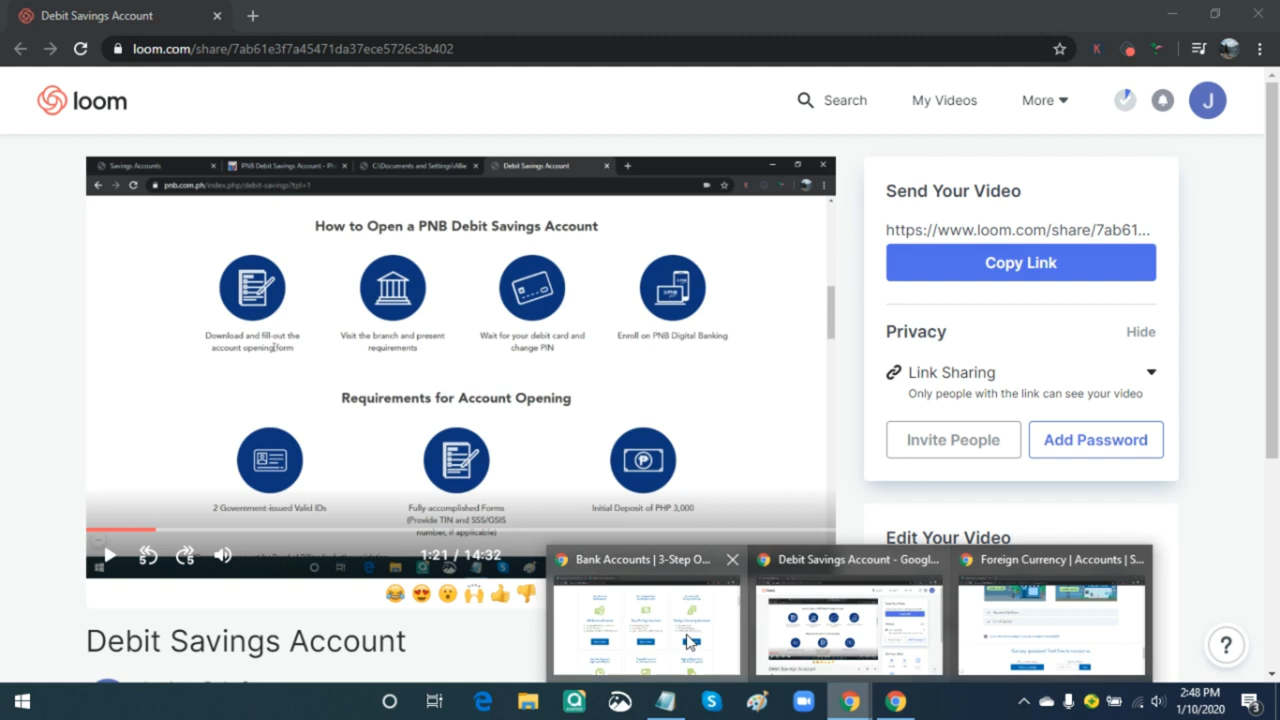 Debit Savings Account
loom.com/share/7ab61e3f7a45471da37ece5726c3b402
loom
Search
My Videos
More
J
Savings Accounts
PNB Debit Savings Account - Ph
C:\Documents and Settings\Allie
Debit Savings Account
pnb.com.ph/index.php/debit-savings?tpl=1
How to Open a PNB Debit Savings Account
Download and fill-out the
account opening form
Visit the branch and present
requirements
Wait for your debit card and
change PIN
Enroll on PNB Digital Banking
Requirements for Account Opening
2 Government-issued Valid IDs
Fully-accomplished Forms
(Provide TIN and SSS/GSIS
number, if applicable)
Initial Deposit of PHP 3,000
5
5
1:21 / 14:32
Send Your Video
https://www.loom.com/share/7ab61...
Copy Link
Privacy
Hide
Link Sharing
Only people with the link can see your video
Invite People
Add Password
Edit Your Video
Debit Savings Account
Bank Accounts | 3-Step O...
Debit Savings Account - Googl...
Foreign Currency | Accounts | S...
?
2:48 PM
1/10/2020
3